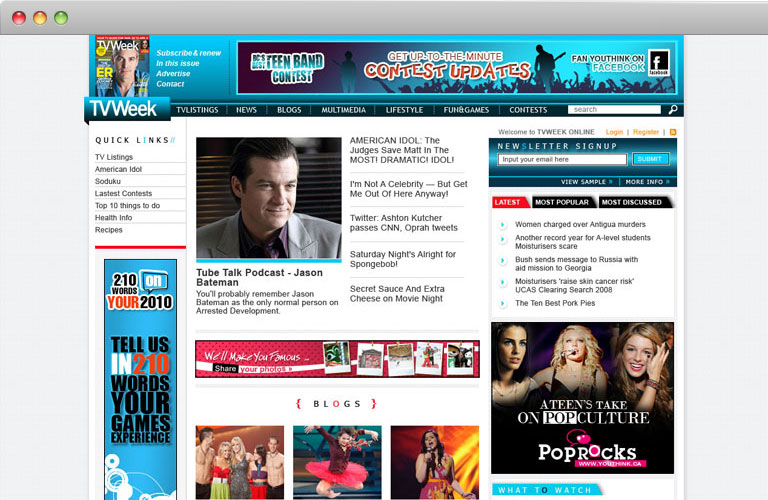 TVWeek
ER
Subscribe & renew
In this issue
Advertise
Contact
BC'S BEST TEEN BAND
CONTEST
GET UP-TO-THE-MINUTE
CONTEST UPDATES
FAN YOUTHINK ON
FACEBOOK
facebook
TVWeek
TVLISTINGS
NEWS
BLOGS
MULTIMEDIA
LIFESTYLE
FUN&GAMES
CONTESTS
search
QUICK LINKS//
TV Listings
American Idol
Soduku
Lastest Contests
Top 10 things to do
Health Info
Recipes
210 on
WORDS
YOUR 2010
TELL US
IN 210
WORDS
YOUR
GAMES
EXPERIENCE
Tube Talk Podcast - Jason
Bateman
You'll probably remember Jason
Bateman as the only normal person on
Arrested Development.
AMERICAN IDOL: The
Judges Save Matt In The
MOST! DRAMATIC! IDOL!
I'm Not A Celebrity — But Get
Me Out Of Here Anyway!
Twitter: Ashton Kutcher
passes CNN, Oprah tweets
Saturday Night's Alright for
Spongebob!
Secret Sauce And Extra
Cheese on Movie Night
We'll Make You Famous ...
Share your photos »
{ BLOGS }
Welcome to TVWEEK ONLINE
Login | Register |
NEWSLETTER SIGNUP
Input your email here
SUBMIT
VIEW SAMPLE » | MORE INFO »
LATEST
MOST POPULAR
MOST DISCUSSED
Women charged over Antigua murders
Another record year for A-level students
Moisturisers scare
Bush sends message to Russia with
aid mission to Georgia
Moisturisers 'raise skin cancer risk'
UCAS Clearing Search 2008
The Ten Best Pork Pies
A TEEN'S TAKE
ON POP CULTURE
POPROCKS
WWW.YOUTHINK.CA
WHAT TO WATCH